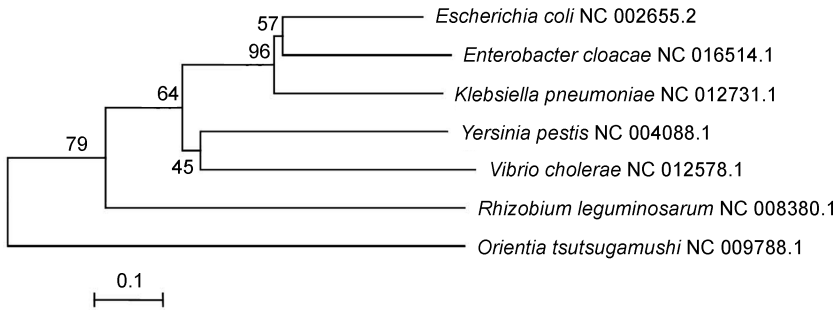 57
Escherichia coli NC 002655.2
96
Enterobacter cloacae NC 016514.1
64
Klebsiella pneumoniae NC 012731.1
79
Yersinia pestis NC 004088.1
45
Vibrio cholerae NC 012578.1
Rhizobium leguminosarum NC 008380.1
Orientia tsutsugamushi NC 009788.1
0.1